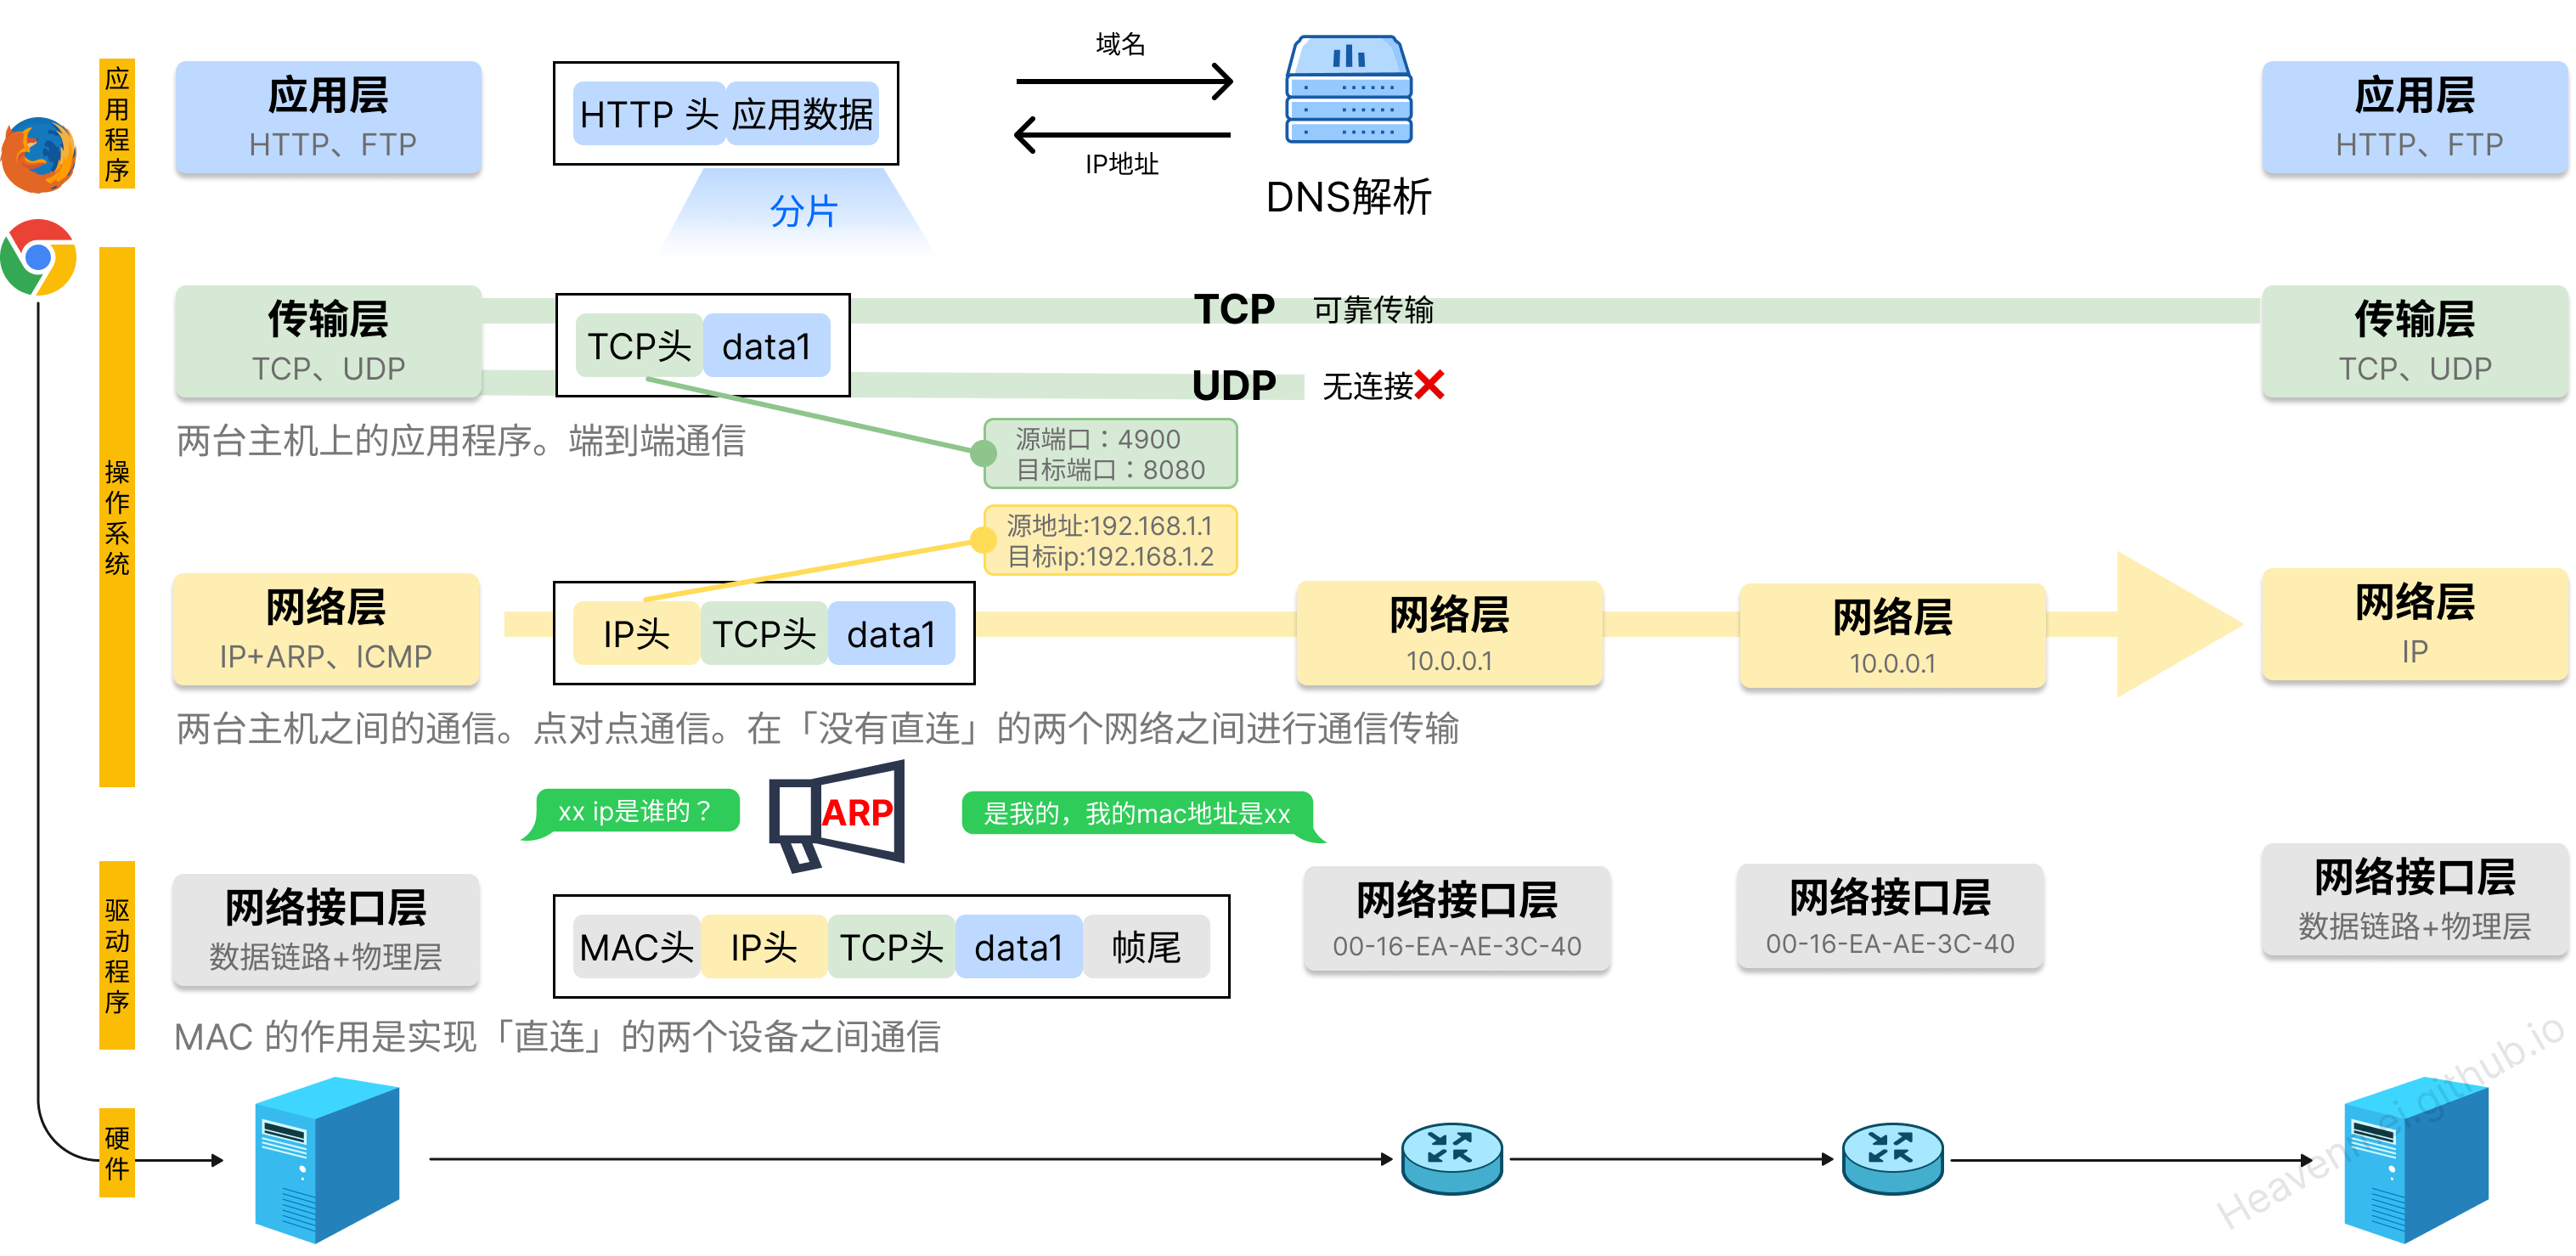 应用程序
应用层
HTTP、FTP
HTTP 头 应用数据
域名
IP地址
DNS解析
应用层
HTTP、FTP
分片
操作系统
传输层
TCP、UDP
TCP头 data1
TCP 可靠传输
UDP 无连接
传输层
TCP、UDP
两台主机上的应用程序。端到端通信
源端口：4900
目标端口：8080
源地址:192.168.1.1
目标ip:192.168.1.2
网络层
IP+ARP、ICMP
IP头 TCP头 data1
网络层
10.0.0.1
网络层
10.0.0.1
网络层
IP
两台主机之间的通信。点对点通信。在「没有直连」的两个网络之间进行通信传输
xx ip是谁的？
ARP
是我的，我的mac地址是xx
驱动程序
网络接口层
数据链路+物理层
MAC头 IP头 TCP头 data1 帧尾
网络接口层
00-16-EA-AE-3C-40
网络接口层
00-16-EA-AE-3C-40
网络接口层
数据链路+物理层
MAC 的作用是实现「直连」的两个设备之间通信
硬件